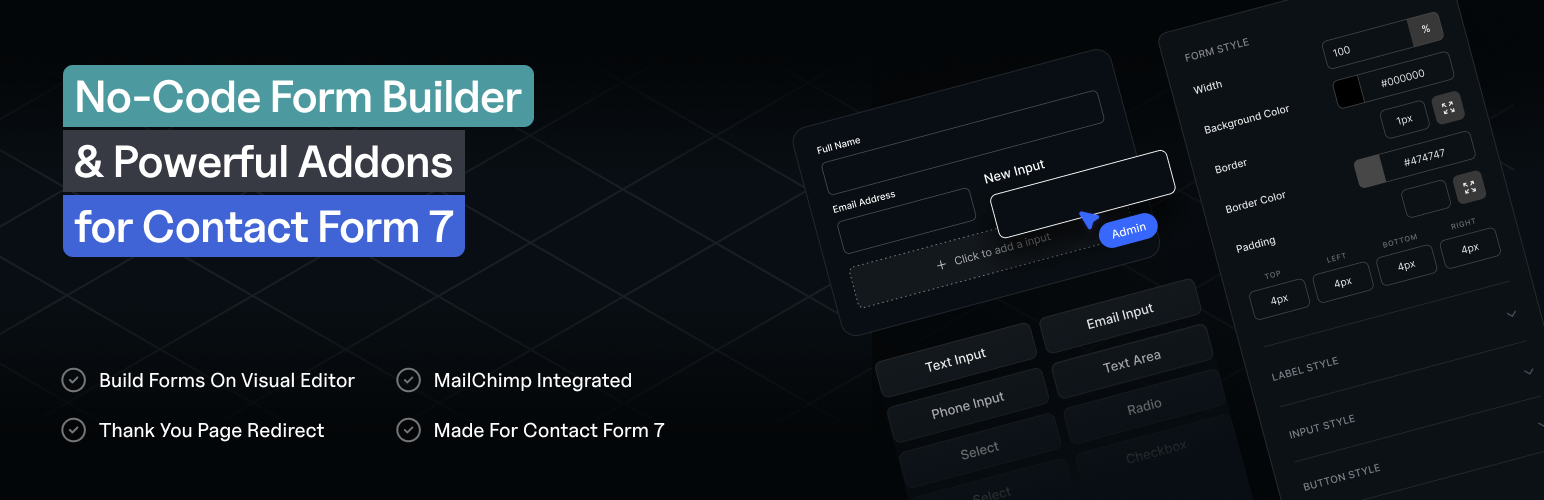 No-Code Form Builder
& Powerful Addons
for Contact Form 7
Build Forms On Visual Editor
MailChimp Integrated
Thank You Page Redirect
Made For Contact Form 7
Full Name
Email Address
New Input
Admin
+ Click to add a input
Text Input
Email Input
Phone Input
Text Area
Select
Radio
Select
Checkbox
FORM STYLE
Width
100
%
Background Color
#000000
Border
1px
Border Color
#474747
Padding
TOP
LEFT
BOTTOM
RIGHT
4px
4px
4px
4px
LABEL STYLE
INPUT STYLE
BUTTON STYLE